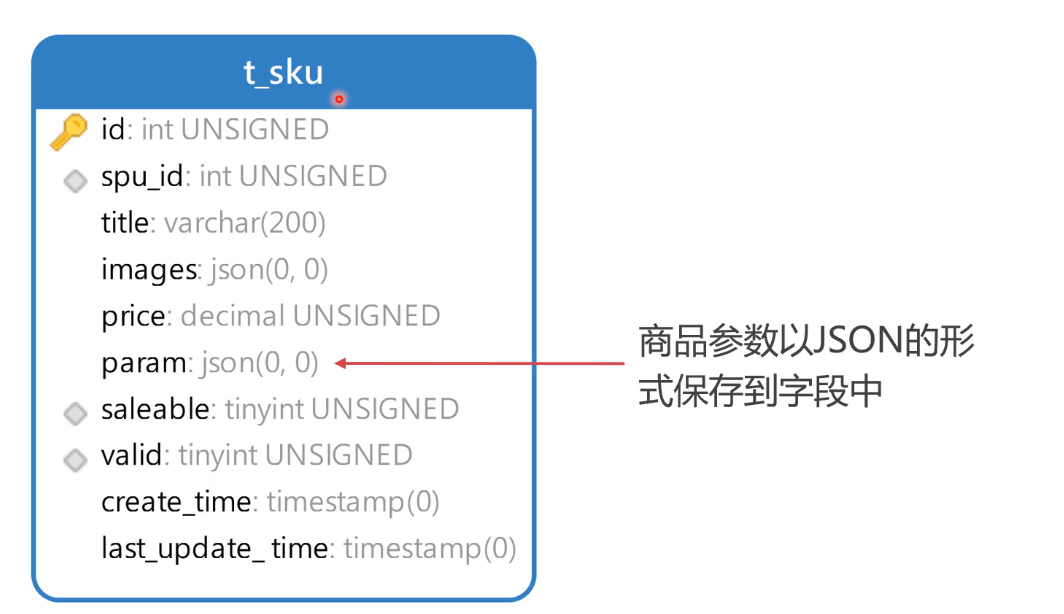 t_sku
id: int UNSIGNED
spu_id: int UNSIGNED
title: varchar(200)
images: json(0, 0)
price: decimal UNSIGNED
param: json(0, 0)
saleable: tinyint UNSIGNED
valid: tinyint UNSIGNED
create_time: timestamp(0)
last_update_ time: timestamp(0)
商品参数以JSON的形
式保存到字段中